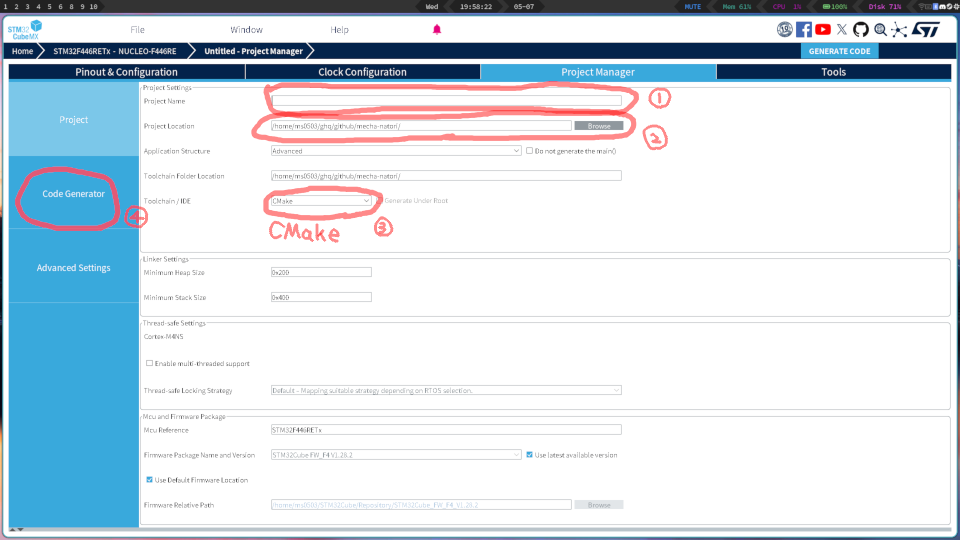 1 2 3 4 5 6 7 8 9 10 Wed 19:58:22 05-07 MUTE Mem 61% CPU 1% 100% Disk 71%
STM32 CubeMX File Window Help
Home STM32F446RETx - NUCLEO-F446RE Untitled - Project Manager GENERATE CODE
Pinout & Configuration Clock Configuration Project Manager Tools
Project
Code Generator
④
Advanced Settings
Project Settings
Project Name ①
Project Location /home/ms0503/ghq/github/mecha-natori/ Browse ②
Application Structure Advanced Do not generate the main()
Toolchain Folder Location /home/ms0503/ghq/github/mecha-natori/
Toolchain / IDE CMake Generate Under Root
CMake ③
Linker Settings
Minimum Heap Size 0x200
Minimum Stack Size 0x400
Thread-safe Settings
Cortex-M4NS
Enable multi-threaded support
Thread-safe Locking Strategy Default – Mapping suitable strategy depending on RTOS selection.
Mcu and Firmware Package
Mcu Reference STM32F446RETx
Firmware Package Name and Version STM32Cube FW_F4 V1.28.2 Use latest available version
Use Default Firmware Location
Firmware Relative Path /home/ms0503/STM32Cube/Repository/STM32Cube_FW_F4_V1.28.2 Browse